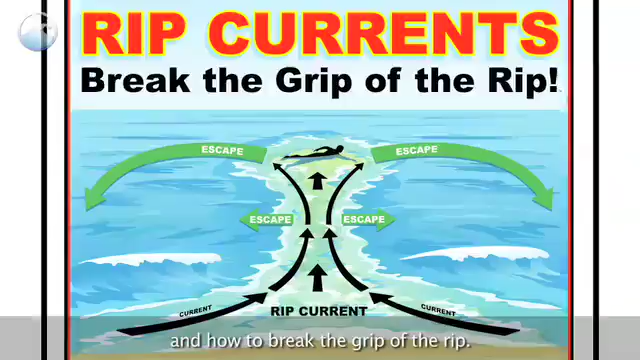 RIP CURRENTS
Break the Grip of the Rip!
ESCAPE
ESCAPE
ESCAPE
ESCAPE
CURRENT
RIP CURRENT
CURRENT
and how to break the grip of the rip.